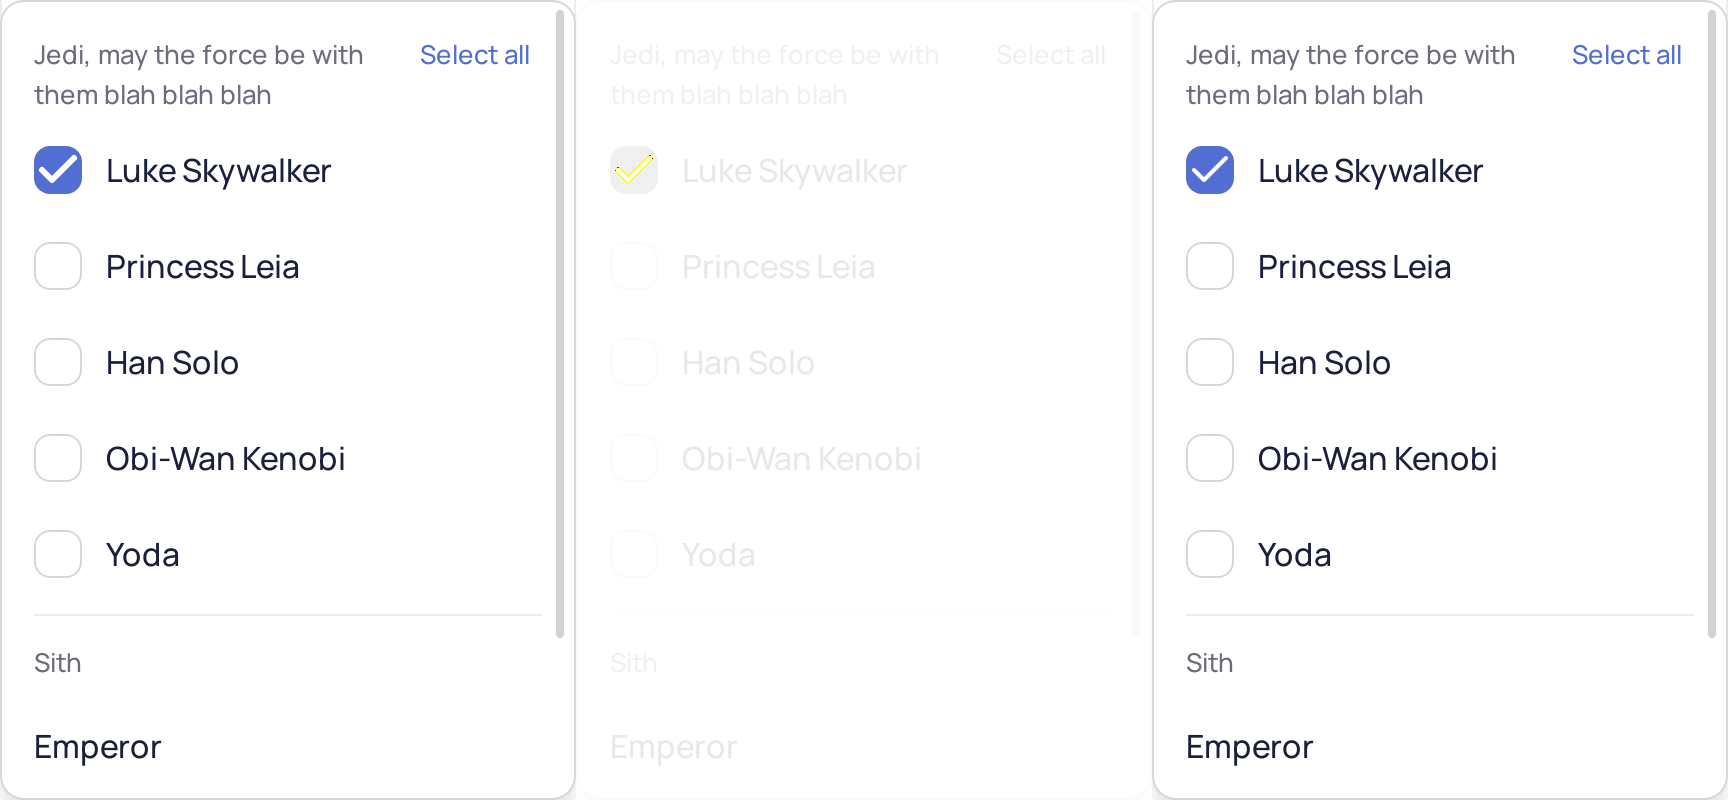 Jedi, may the force be with
them blah blah blah
Select all
Luke Skywalker
Princess Leia
Han Solo
Obi-Wan Kenobi
Yoda
Sith
Emperor
Jedi, may the force be with
them blah blah blah
Select all
Luke Skywalker
Princess Leia
Han Solo
Obi-Wan Kenobi
Yoda
Sith
Emperor
Jedi, may the force be with
them blah blah blah
Select all
Luke Skywalker
Princess Leia
Han Solo
Obi-Wan Kenobi
Yoda
Sith
Emperor